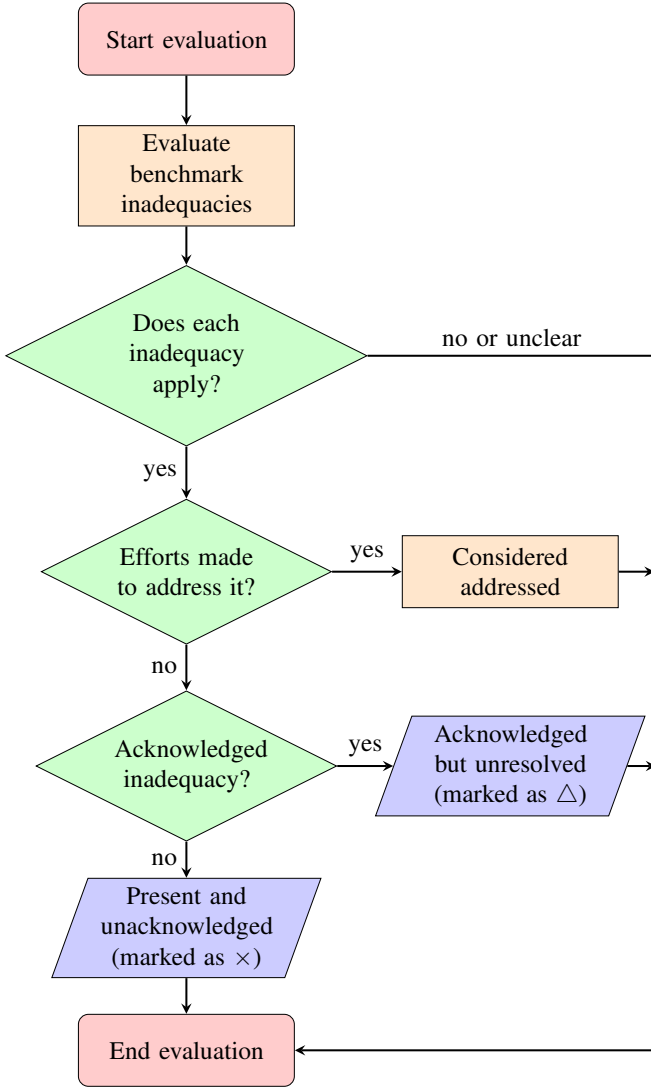 Start evaluation
Evaluate
benchmark
inadequacies
Does each
inadequacy
apply?
no or unclear
yes
Efforts made
to address it?
yes
Considered
addressed
no
Acknowledged
inadequacy?
yes
Acknowledged
but unresolved
(marked as △)
no
Present and
unacknowledged
(marked as ×)
End evaluation